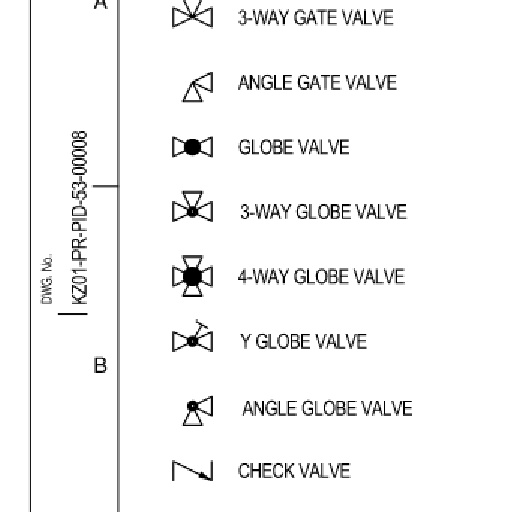 A
3-WAY GATE VALVE
ANGLE GATE VALVE
GLOBE VALVE
3-WAY GLOBE VALVE
4-WAY GLOBE VALVE
Y GLOBE VALVE
ANGLE GLOBE VALVE
CHECK VALVE
DWG. No.
KZ01-PR-PID-53-00008
B